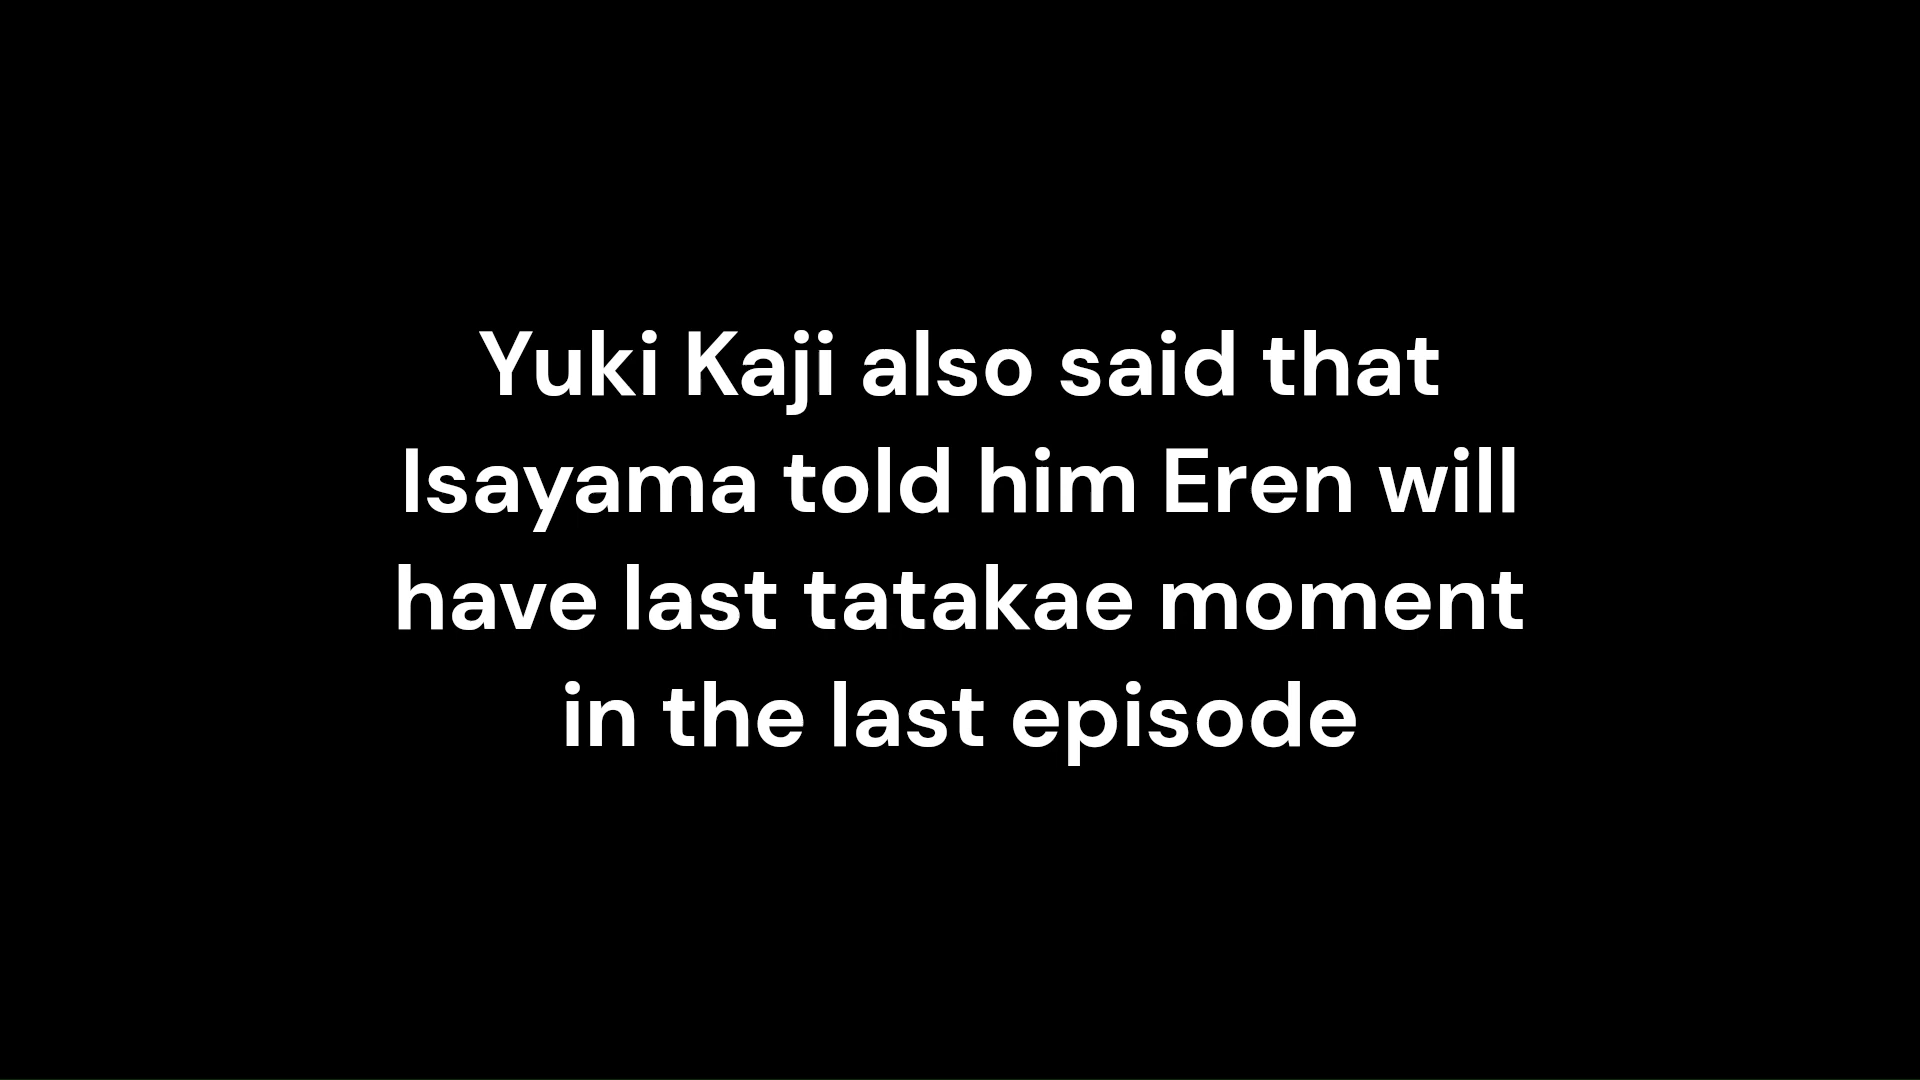 Yuki Kaji also said that
Isayama told him Eren will
have last tatakae moment
in the last episode